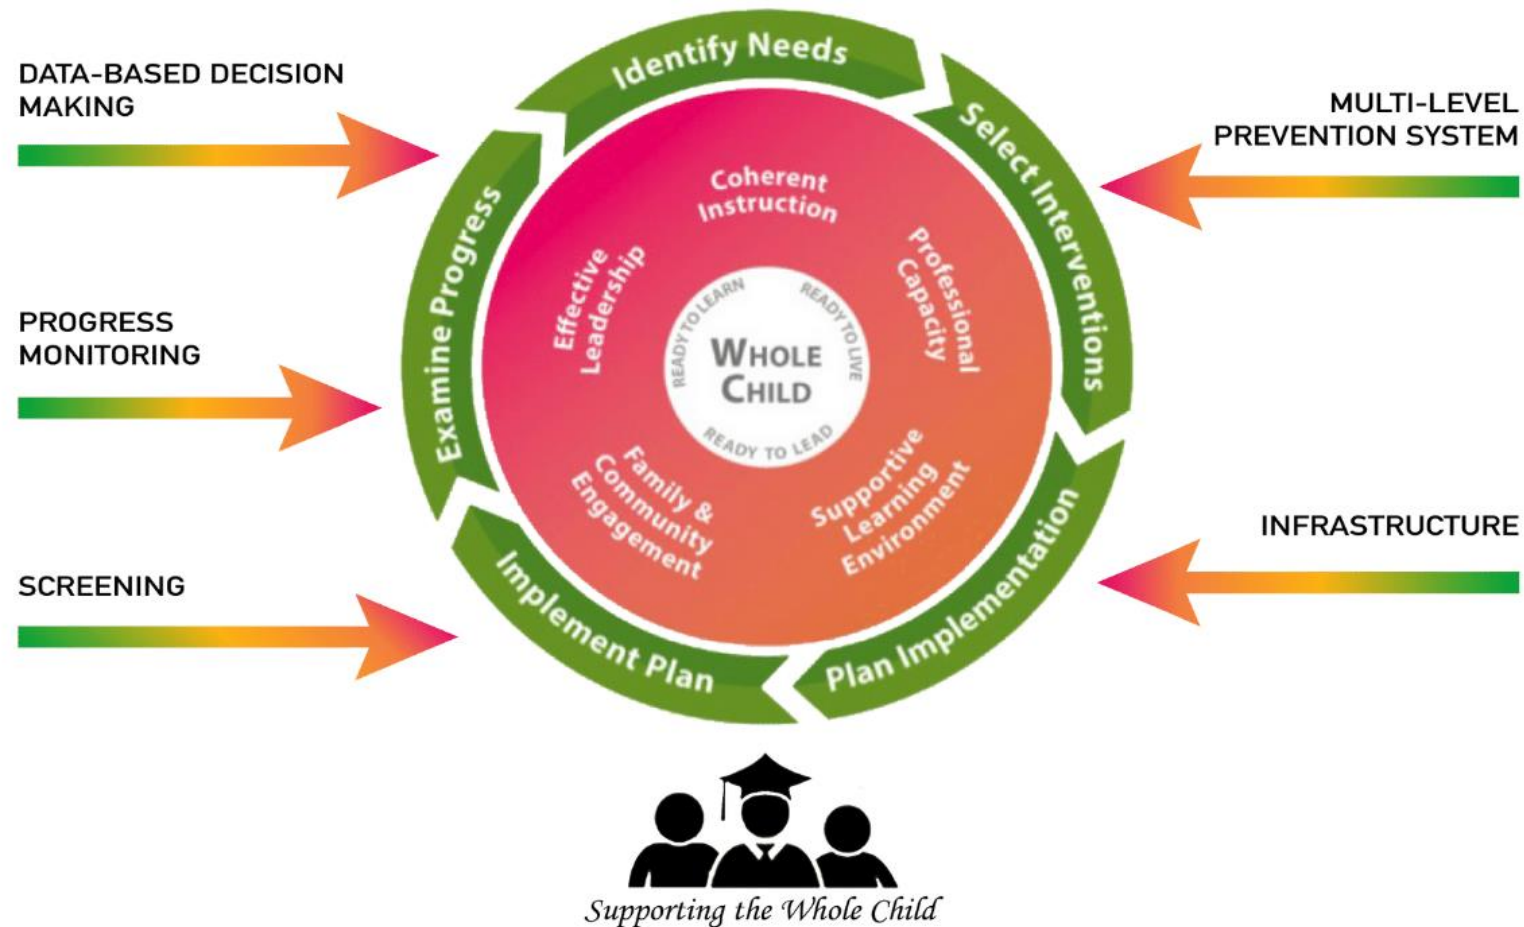 DATA-BASED DECISION
MAKING
PROGRESS
MONITORING
SCREENING
MULTI-LEVEL
PREVENTION SYSTEM
INFRASTRUCTURE
Identify Needs
Select Interventions
Plan Implementation
Implement Plan
Examine Progress
Coherent
Instruction
Professional
Capacity
Supportive
Learning
Environment
Family &
Community
Engagement
Effective
Leadership
READY TO LEARN
READY TO LIVE
READY TO LEAD
WHOLE
CHILD
Supporting the Whole Child